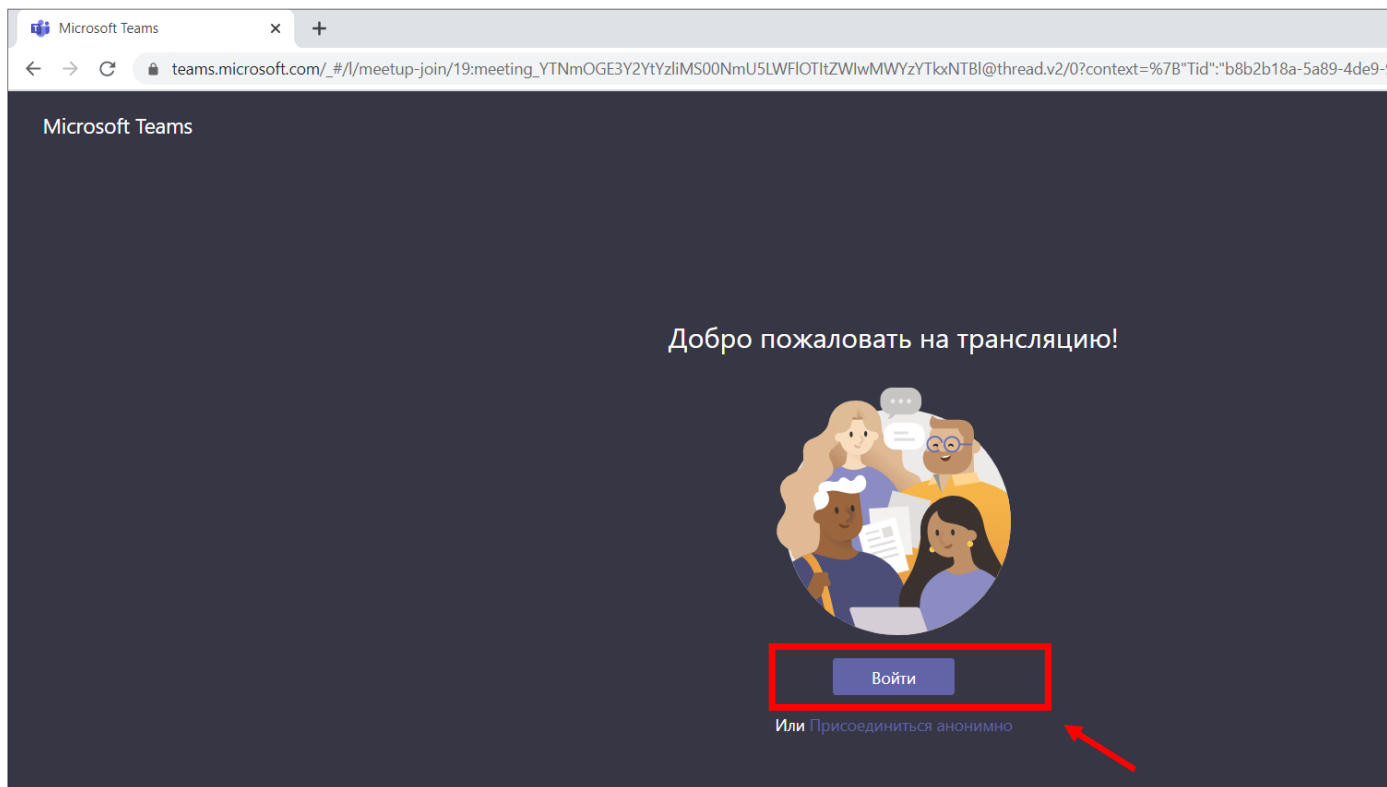 Microsoft Teams
teams.microsoft.com/_#/l/meetup-join/19:meeting_YTNmOGE3Y2YtYzliMS00NmU5LWFlOTItZWIwMWYzYTkxNTBl@thread.v2/0?context=%7B"Tid":"b8b2b18a-5a89-4de9-
Microsoft Teams
Добро пожаловать на трансляцию!
Войти
Или Присоединиться анонимно